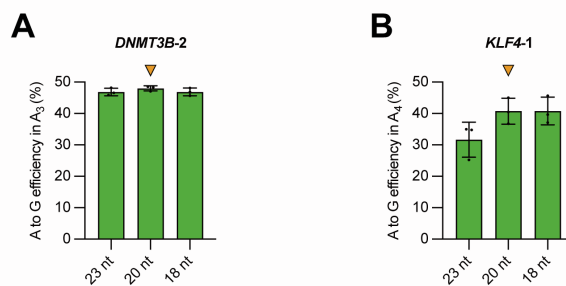 A
DNMT3B-2
A to G efficiency in A3 (%)
50
40
30
20
10
0
23 nt
20 nt
18 nt
B
KLF4-1
A to G efficiency in A4 (%)
50
40
30
20
10
0
23 nt
20 nt
18 nt